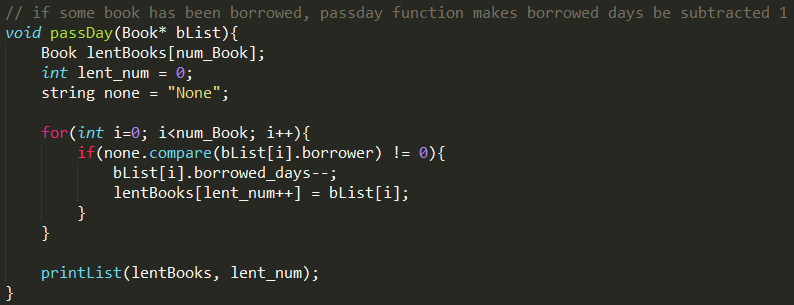 // if some book has been borrowed, passday function makes borrowed days be subtracted 1
void passDay(Book* bList){
    Book lentBooks[num_Book];
    int lent_num = 0;
    string none = "None";

    for(int i=0; i<num_Book; i++){
        if(none.compare(bList[i].borrower) != 0){
            bList[i].borrowed_days--;
            lentBooks[lent_num++] = bList[i];
        }
    }

    printList(lentBooks, lent_num);
}